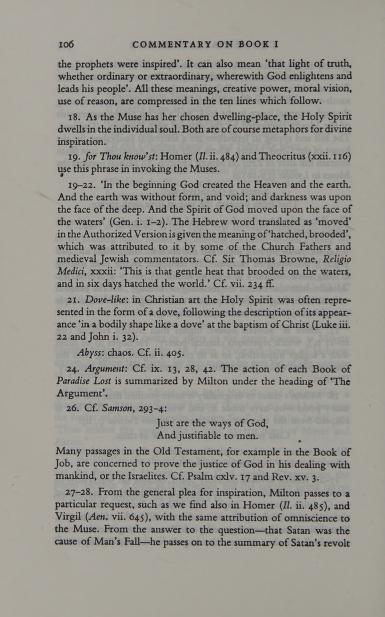 106 COMMENTARY ON BOOK I
the prophets were inspired'. It can also mean 'that light of truth,
whether ordinary or extraordinary, wherewith God enlightens and
leads his people'. All these meanings, creative power, moral vision,
use of reason, are compressed in the ten lines which follow.
18. As the Muse has her chosen dwelling-place, the Holy Spirit
dwells in the individual soul. Both are of course metaphors for divine
inspiration.
19. for Thou know'st: Homer (Il. ii. 484) and Theocritus (xxii. 116)
use this phrase in invoking the Muses.
19-22. 'In the beginning God created the Heaven and the earth.
And the earth was without form, and void; and darkness was upon
the face of the deep. And the Spirit of God moved upon the face of
the waters' (Gen. i. 1-2). The Hebrew word translated as 'moved'
in the Authorized Version is given the meaning of 'hatched, brooded',
which was attributed to it by some of the Church Fathers and
medieval Jewish commentators. Cf. Sir Thomas Browne, Religio
Medici, xxxii: 'This is that gentle heat that brooded on the waters,
and in six days hatched the world.' Cf. vii. 234 ff.
21. Dove-like: in Christian art the Holy Spirit was often repre-
sented in the form of a dove, following the description of its appear-
ance 'in a bodily shape like a dove' at the baptism of Christ (Luke iii.
22 and John i. 32).
Abyss: chaos. Cf. ii. 405.
24. Argument: Cf. ix. 13, 28, 42. The action of each Book of
Paradise Lost is summarized by Milton under the heading of 'The
Argument'.
26. Cf. Samson, 293-4:
Just are the ways of God,
And justifiable to men.
Many passages in the Old Testament, for example in the Book of
Job, are concerned to prove the justice of God in his dealing with
mankind, or the Israelites. Cf. Psalm cxlv. 17 and Rev. xv. 3.
27-28. From the general plea for inspiration, Milton passes to a
particular request, such as we find also in Homer (Il. ii. 485), and
Virgil (Aen. vii. 645), with the same attribution of omniscience to
the Muse. From the answer to the question—that Satan was the
cause of Man's Fall—he passes on to the summary of Satan's revolt